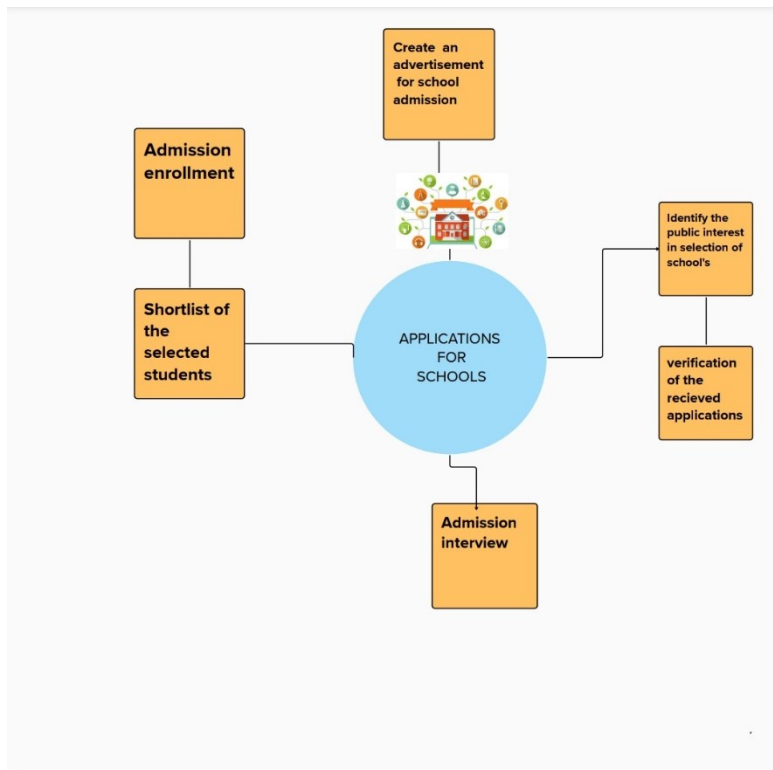 Create an
advertisement
for school
admission
Admission
enrollment
Identify the
public interest
in selection of
school's
Shortlist of
the
selected
students
APPLICATIONS
FOR
SCHOOLS
verification
of the
recieved
applications
Admission
interview